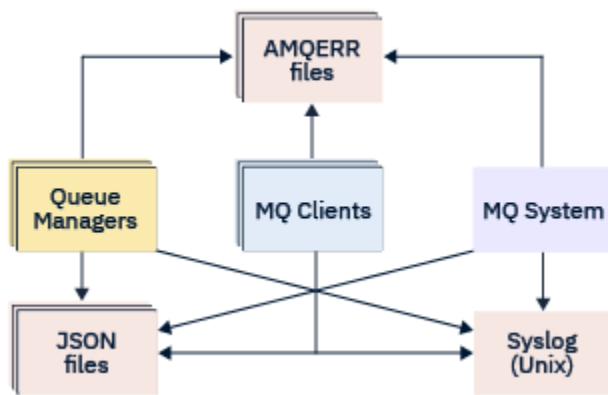 AMQERR
files
Queue
Managers
MQ Clients
MQ System
JSON
files
Syslog
(Unix)